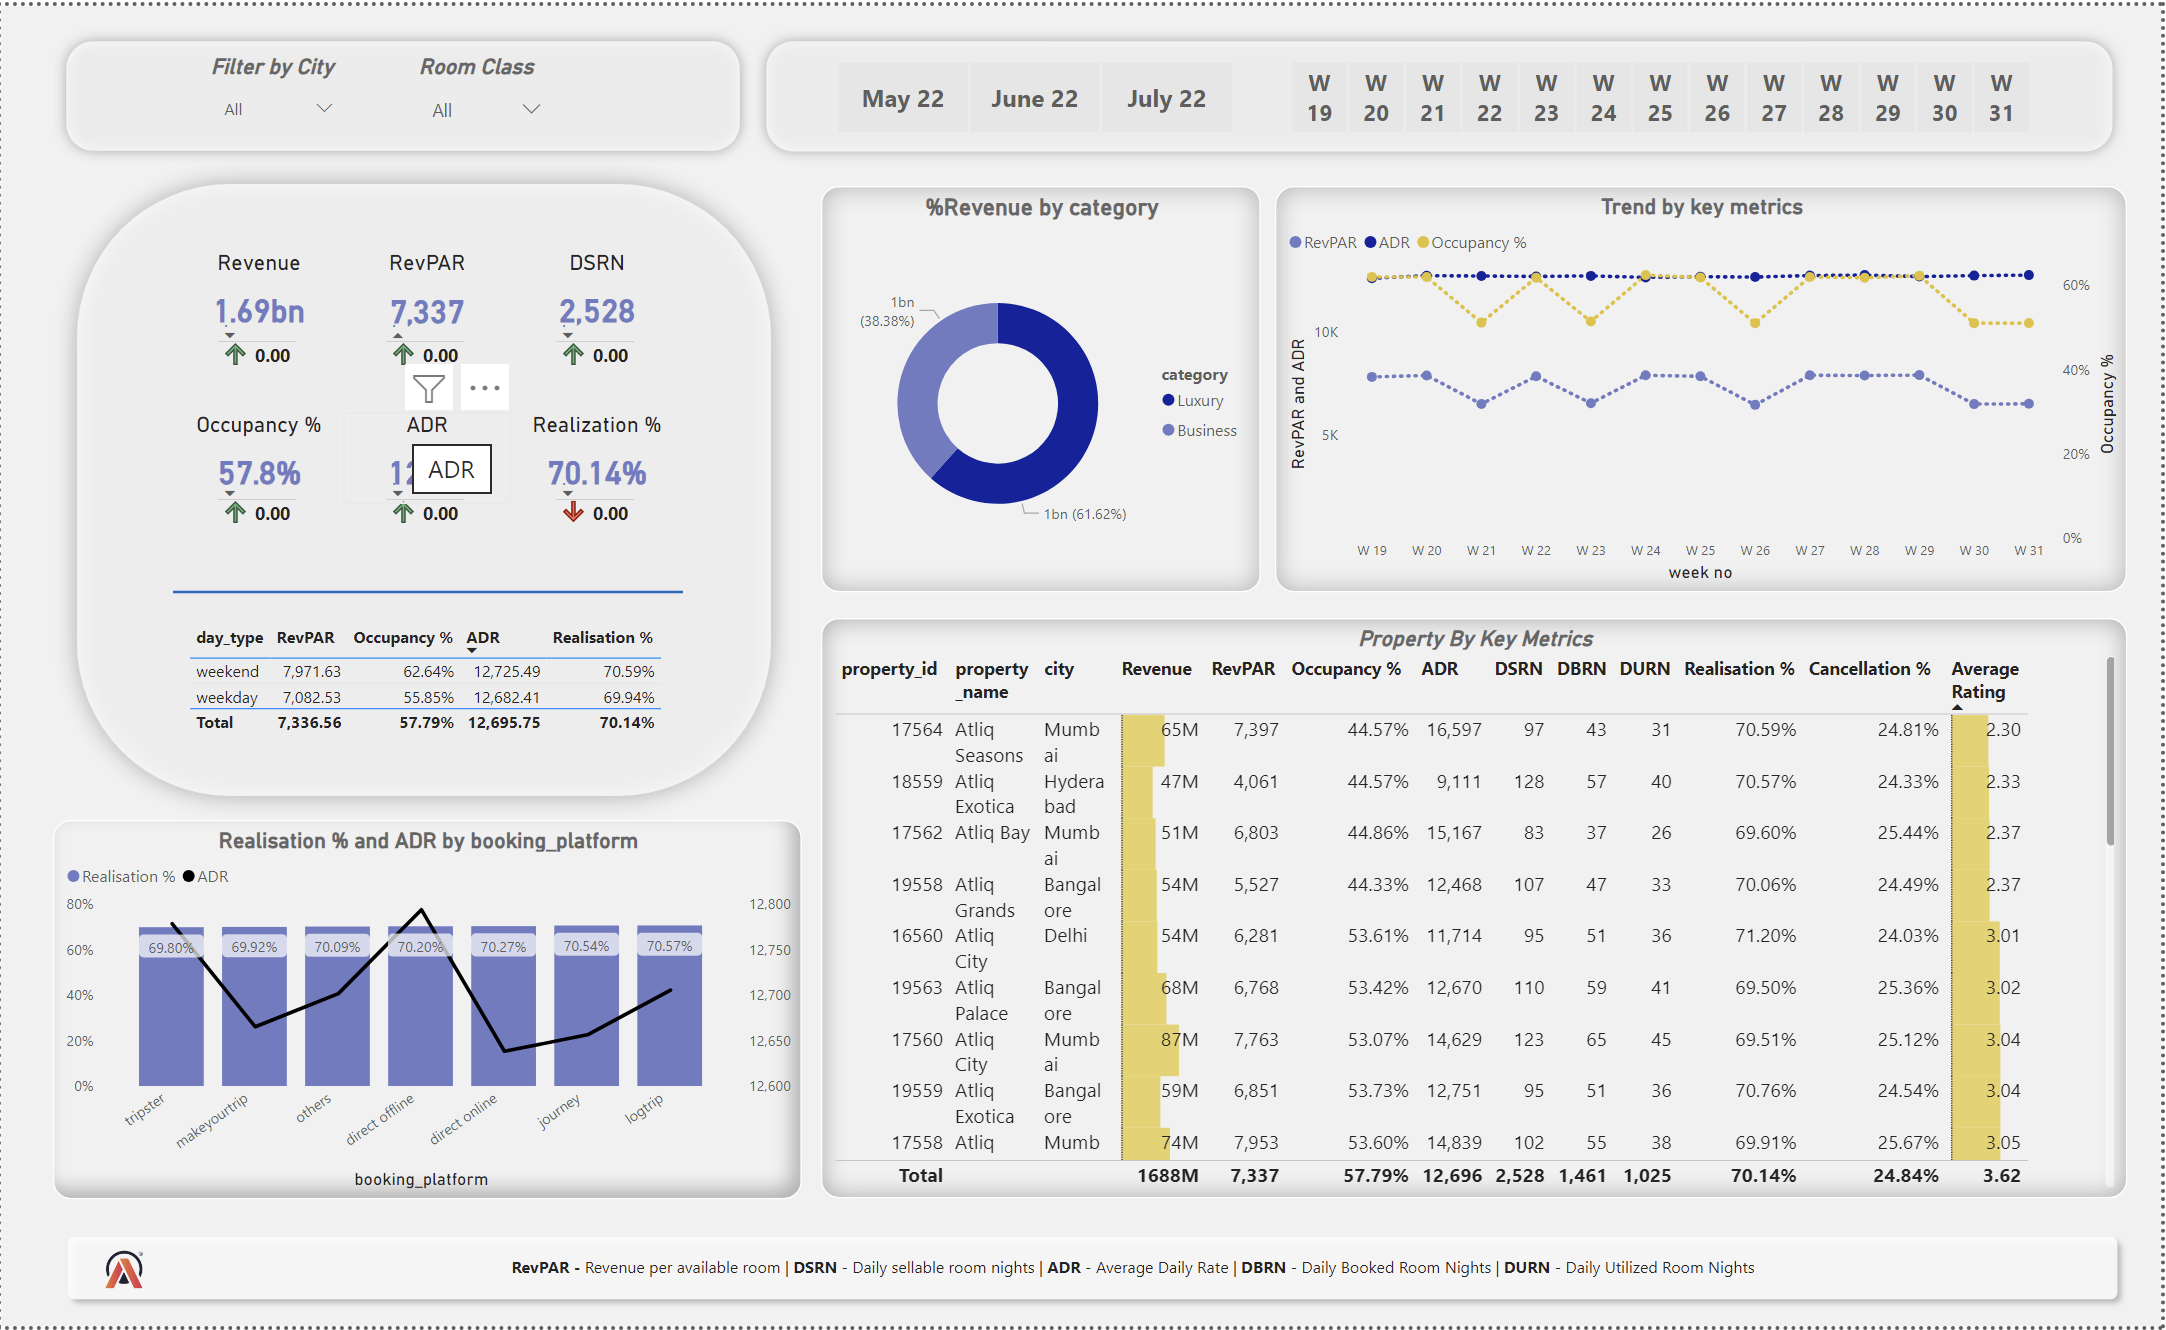 Filter by City
Room Class
All
All
May 22
June 22
July 22
W 19
W 20
W 21
W 22
W 23
W 24
W 25
W 26
W 27
W 28
W 29
W 30
W 31
Revenue
RevPAR
DSRN
1.69bn
7,337
2,528
0.00
0.00
0.00
Occupancy %
ADR
Realization %
57.8%
ADR
70.14%
0.00
0.00
0.00
day_type RevPAR Occupancy % ADR Realisation %
weekend 7,971.63 62.64% 12,725.49 70.59%
weekday 7,082.53 55.85% 12,682.41 69.94%
Total 7,336.56 57.79% 12,695.75 70.14%
%Revenue by category
1bn
(38.38%)
1bn (61.62%)
category
Luxury
Business
Trend by key metrics
RevPAR ADR Occupancy %
RevPAR and ADR
10K
5K
60%
40%
20%
0%
Occupancy %
W 19 W 20 W 21 W 22 W 23 W 24 W 25 W 26 W 27 W 28 W 29 W 30 W 31
week no
Realisation % and ADR by booking_platform
Realisation % ADR
80%
60%
40%
20%
0%
69.80% 69.92% 70.09% 70.20% 70.27% 70.54% 70.57%
12,800
12,750
12,700
12,650
12,600
tripster makeyourtrip others direct offline direct online journey logtrip
booking_platform
Property By Key Metrics
property_id property city Revenue RevPAR Occupancy % ADR DSRN DBRN DURN Realisation % Cancellation % Average
_name Rating
17564 Atliq Mumb 65M 7,397 44.57% 16,597 97 43 31 70.59% 24.81% 2.30
Seasons ai
18559 Atliq Hydera 47M 4,061 44.57% 9,111 128 57 40 70.57% 24.33% 2.33
Exotica bad
17562 Atliq Bay Mumb 51M 6,803 44.86% 15,167 83 37 26 69.60% 25.44% 2.37
ai
19558 Atliq Bangal 54M 5,527 44.33% 12,468 107 47 33 70.06% 24.49% 2.37
Grands ore
16560 Atliq Delhi 54M 6,281 53.61% 11,714 95 51 36 71.20% 24.03% 3.01
City
19563 Atliq Bangal 68M 6,768 53.42% 12,670 110 59 41 69.50% 25.36% 3.02
Palace ore
17560 Atliq Mumb 87M 7,763 53.07% 14,629 123 65 45 69.51% 25.12% 3.04
City ai
19559 Atliq Bangal 59M 6,851 53.73% 12,751 95 51 36 70.76% 24.54% 3.04
Exotica ore
17558 Atliq Mumb 74M 7,953 53.60% 14,839 102 55 38 69.91% 25.67% 3.05
Total 1688M 7,337 57.79% 12,696 2,528 1,461 1,025 70.14% 24.84% 3.62
RevPAR - Revenue per available room | DSRN - Daily sellable room nights | ADR - Average Daily Rate | DBRN - Daily Booked Room Nights | DURN - Daily Utilized Room Nights